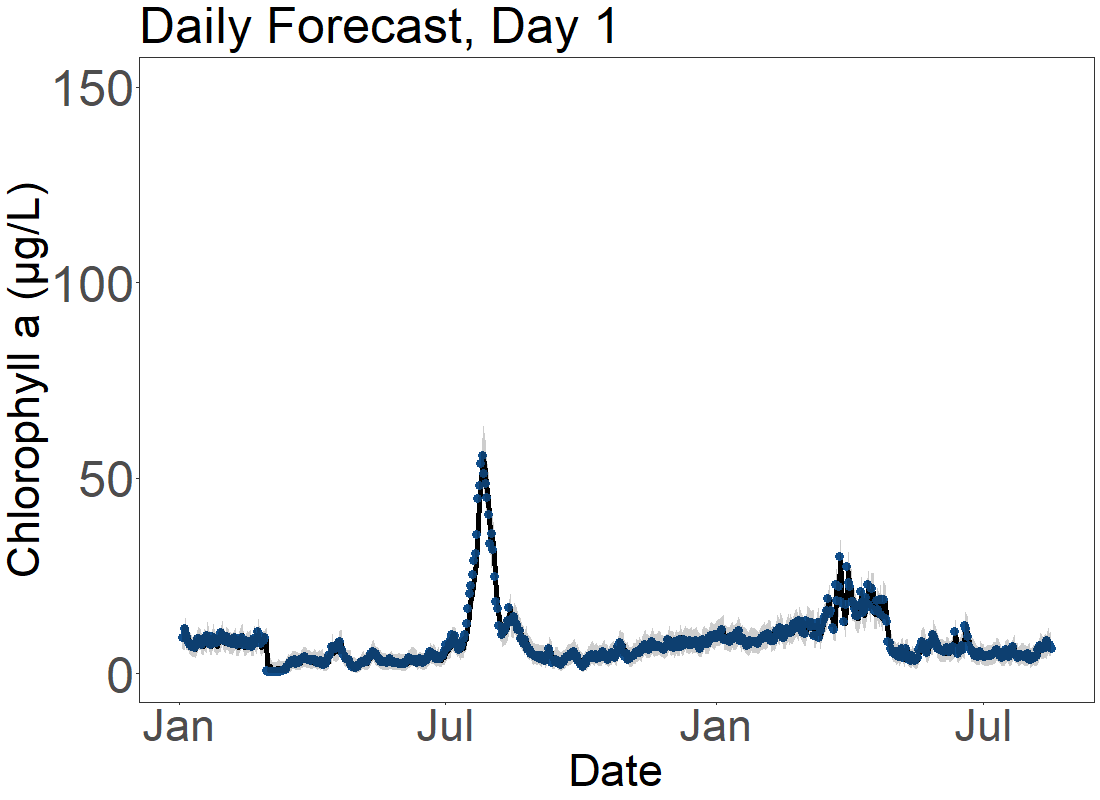 Daily Forecast, Day 1
150
100
50
0
Chlorophyll a (µg/L)
Jan Jul Jan Jul
Date